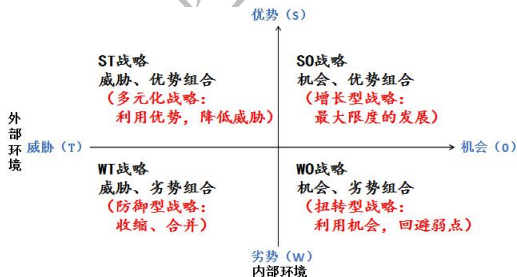 优势（S）
ST战略
威胁、优势组合
（多元化战略：
利用优势，降低威胁）
SO战略
机会、优势组合
（增长型战略：
最大限度的发展）
外部环境
威胁（T）
机会（O）
WT战略
威胁、劣势组合
（防御型战略：
收缩、合并）
WO战略
机会、劣势组合
（扭转型战略：
利用机会，回避弱点）
劣势（W）
内部环境